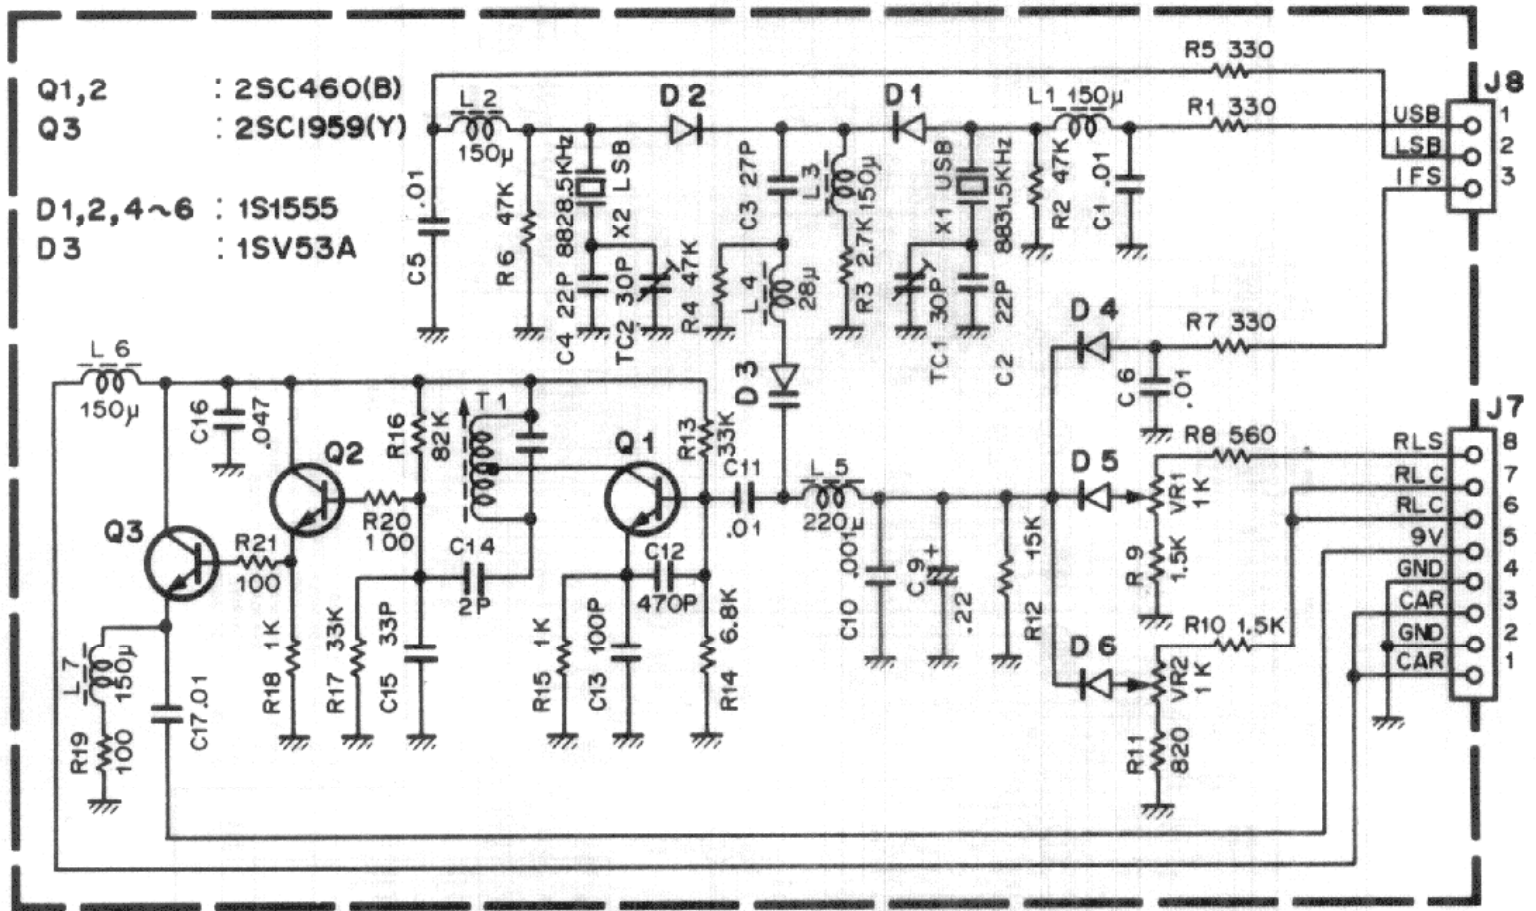 Q1,2 : 2SC460(B)
Q3 : 2SC1959(Y)
D1,2,4~6 : 1S1555
D3 : 1SV53A
R5 330
J8
L2
150μ
D2
D1
L1 150μ
R1 330
USB 1
LSB 2
IFS 3
C5 .01
R6 47K
8828.5KHz
X2 LSB
C4 22P
TC2 30P
R4 47K
C3 27P
L4
28μ
L3
150μ
R3 2.7K
X1 USB
8831.5KHz
TC1 30P
C2 22P
R2 47K
C1 .01
D4
R7 330
C6 .01
L6
150μ
C16 .047
Q2
R16 82K
T1
Q1
R13 33K
D3
C11
.01
L5
220μ
J7
RLS 8
RLC 7
RLC 6
9V 5
GND 4
CAR 3
GND 2
CAR 1
R8 560
D5
VR1
1K
R9 1.5K
R10 1.5K
D6
VR2
1K
R11 820
C10 .001
C9 +
.22
R12 15K
Q3
R21
100
R20
100
C14
2P
C12
470P
R18 1K
R17 33K
C15 33P
R15 1K
C13 100P
R14 6.8K
L7
150μ
R19 100
C17 .01